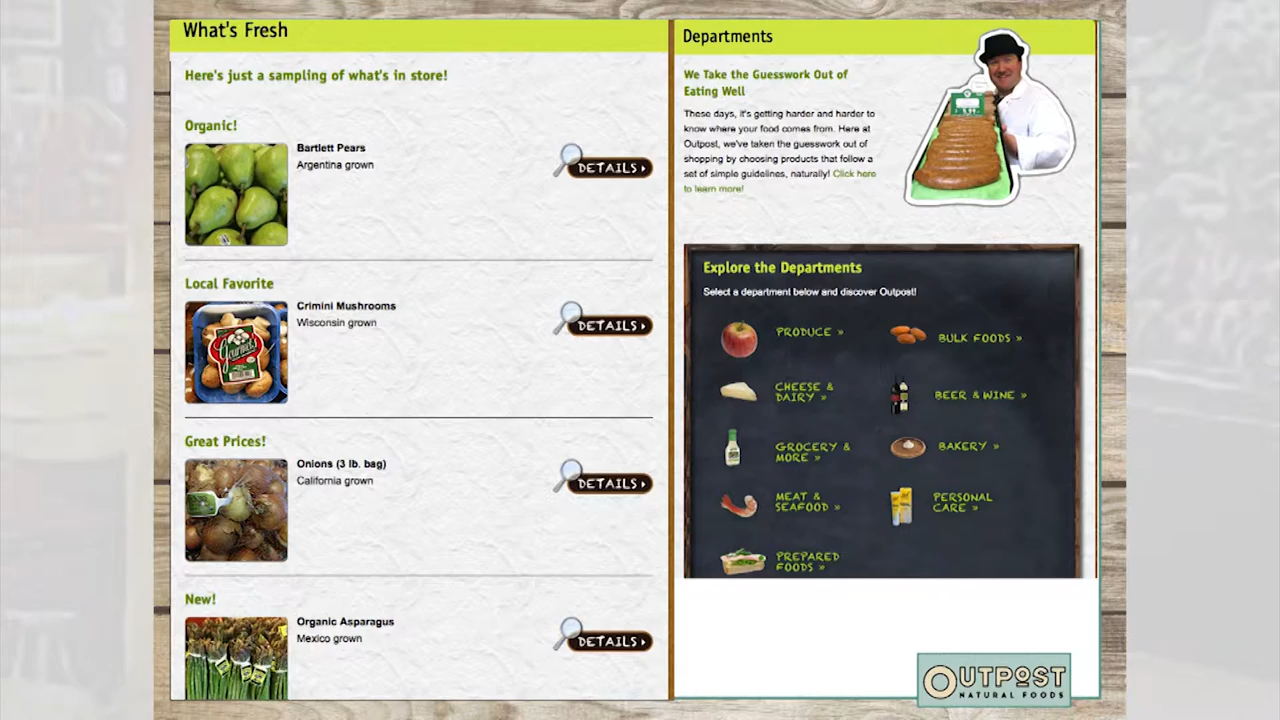 What's Fresh
Here's just a sampling of what's in store!
Organic!
Bartlett Pears
Argentina grown
DETAILS
Local Favorite
Crimini Mushrooms
Wisconsin grown
DETAILS
Great Prices!
Onions (3 lb. bag)
California grown
DETAILS
New!
Organic Asparagus
Mexico grown
DETAILS
Departments
We Take the Guesswork Out of
Eating Well
These days, it's getting harder and harder to
know where your food comes from. Here at
Outpost, we've taken the guesswork out of
shopping by choosing products that follow a
set of simple guidelines, naturally! Click here
to learn more!
Explore the Departments
Select a department below and discover Outpost!
PRODUCE »
BULK FOODS »
CHEESE &
DAIRY »
BEER & WINE »
GROCERY &
MORE »
BAKERY »
MEAT &
SEAFOOD »
PERSONAL
CARE »
PREPARED
FOODS »
OUTPOST
NATURAL FOODS